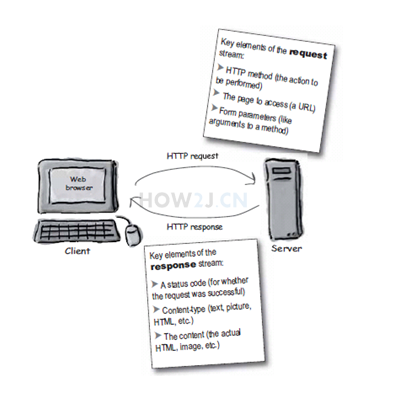 Key elements of the request
stream:
➤ HTTP method (the action to
be performed)
➤ The page to access (a URL)
➤ Form parameters (like
arguments to a method)
HTTP request
Web
browser
HOW2J.CN
HTTP response
Client
Server
Key elements of the
response stream:
➤ A status code (for whether
the request was successful)
➤ Content-type (text, picture,
HTML, etc.)
➤ The content (the actual
HTML, image, etc.)